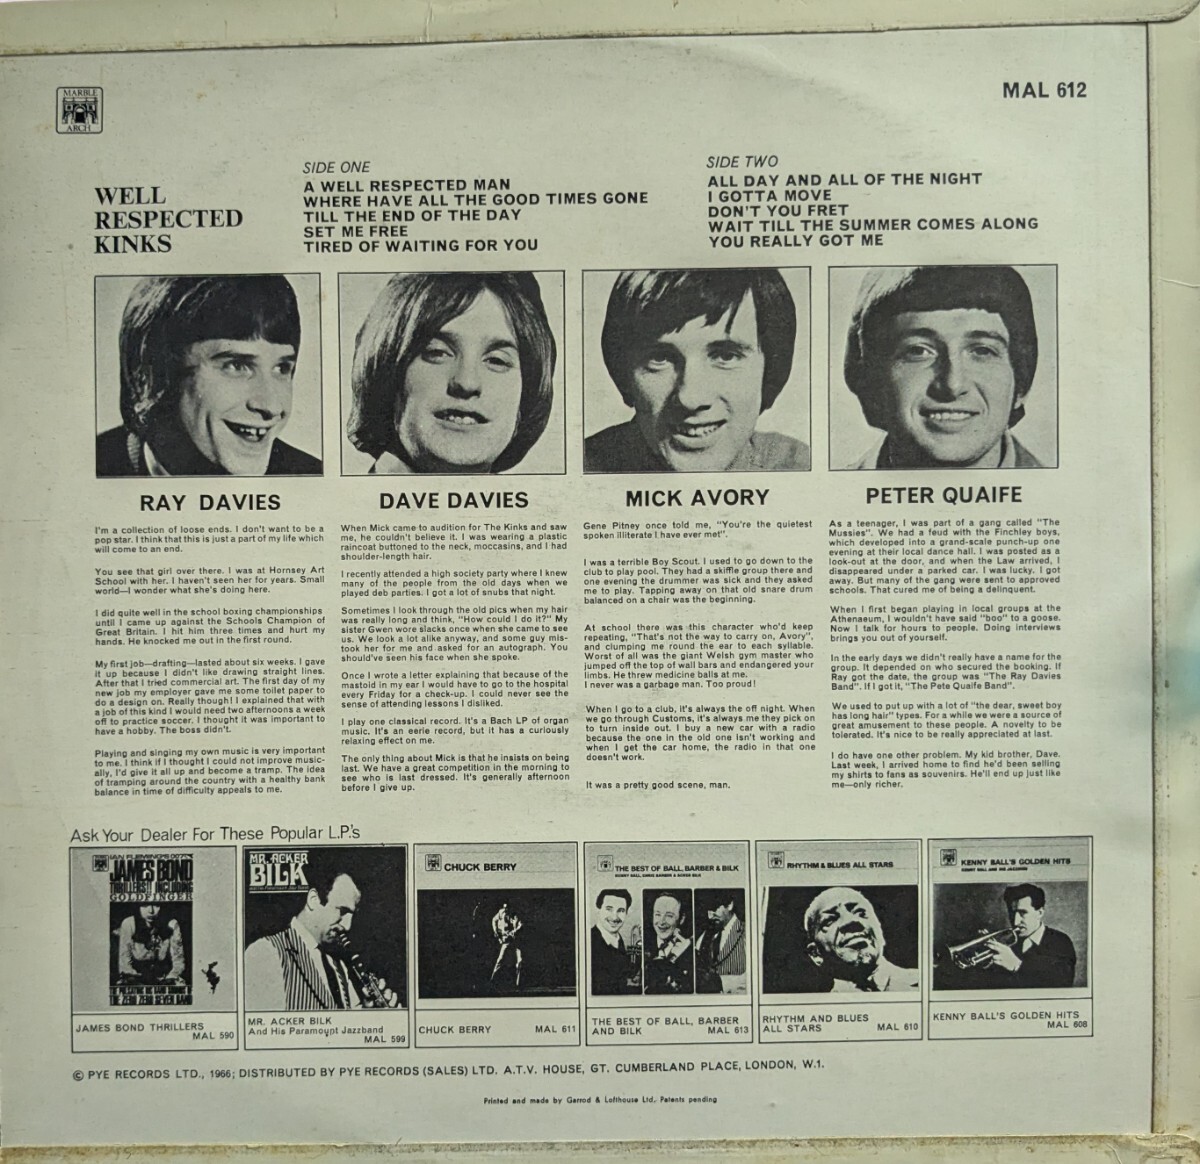 MARBLE
ARCH
MAL 612
WELL
RESPECTED
KINKS
SIDE ONE
A WELL RESPECTED MAN
WHERE HAVE ALL THE GOOD TIMES GONE
TILL THE END OF THE DAY
SET ME FREE
TIRED OF WAITING FOR YOU
SIDE TWO
ALL DAY AND ALL OF THE NIGHT
I GOTTA MOVE
DON'T YOU FRET
WAIT TILL THE SUMMER COMES ALONG
YOU REALLY GOT ME
RAY DAVIES
I'm a collection of loose ends. I don't want to be a
pop star. I think that this is just a part of my life which
will come to an end.
You see that girl over there. I was at Hornsey Art
School with her. I haven't seen her for years. Small
world—I wonder what she's doing here.
I did quite well in the school boxing championships
until I came up against the Schools Champion of
Great Britain. I hit him three times and hurt my
hands. He knocked me out in the first round.
My first job—drafting—lasted about six weeks. I gave
it up because I didn't like drawing straight lines.
After that I tried commercial art. The first day of my
new job my employer gave me some toilet paper to
do a design on. Really though! I explained that with
a job of this kind I would need two afternoons a week
off to practice soccer. I thought it was important to
have a hobby. The boss didn't.
Playing and singing my own music is very important
to me. I think if I thought I could not improve music-
ally, I'd give it all up and become a tramp. The idea
of tramping around the country with a healthy bank
balance in time of difficulty appeals to me.
DAVE DAVIES
When Mick came to audition for The Kinks and saw
me, he couldn't believe it. I was wearing a plastic
raincoat buttoned to the neck, moccasins, and I had
shoulder-length hair.
I recently attended a high society party where I knew
many of the people from the old days when we
played deb parties. I got a lot of snubs that night.
Sometimes I look through the old pics when my hair
was really long and think, "How could I do it?" My
sister Gwen wore slacks once when she came to see
us. We look a lot alike anyway, and some guy mis-
took her for me and asked for an autograph. You
should've seen his face when she spoke.
Once I wrote a letter explaining that because of the
mastoid in my ear I would have to go to the hospital
every Friday for a check-up. I could never see the
sense of attending lessons I disliked.
I play one classical record. It's a Bach LP of organ
music. It's an eerie record, but it has a curiously
relaxing effect on me.
The only thing about Mick is that he insists on being
last. We have a great competition in the morning to
see who is last dressed. It's generally afternoon
before I give up.
MICK AVORY
Gene Pitney once told me, "You're the quietest
spoken illiterate I have ever met".
I was a terrible Boy Scout. I used to go down to the
club to play pool. They had a skiffle group there and
one evening the drummer was sick and they asked
me to play. Tapping away on that old snare drum
balanced on a chair was the beginning.
At school there was this character who'd keep
repeating, "That's not the way to carry on, Avory",
and clumping me round the ear to each syllable.
Worst of all was the giant Welsh gym master who
jumped off the top of wall bars and endangered your
limbs. He threw medicine balls at me.
I never was a garbage man. Too proud!
When I go to a club, it's always the off night. When
we go through Customs, it's always me they pick on
to turn inside out. I buy a new car with a radio
because the one in the old one isn't working and
when I get the car home, the radio in that one
doesn't work.
It was a pretty good scene, man.
PETER QUAIFE
As a teenager, I was part of a gang called "The
Mussies". We had a feud with the Finchley boys,
which developed into a grand-scale punch-up one
evening at their local dance hall. I was posted as a
look-out at the door, and when the Law arrived, I
disappeared under a parked car. I was lucky. I got
away. But many of the gang were sent to approved
schools. That cured me of being a delinquent.
When I first began playing in local groups at the
Athenaeum, I wouldn't have said "boo" to a goose.
Now I talk for hours to people. Doing interviews
brings you out of yourself.
In the early days we didn't really have a name for the
group. It depended on who secured the booking. If
Ray got the date, the group was "The Ray Davies
Band". If I got it, "The Pete Quaife Band".
We used to put up with a lot of "the dear, sweet boy
has long hair" types. For a while we were a source of
great amusement to these people. A novelty to be
tolerated. It's nice to be really appreciated at last.
I do have one other problem. My kid brother, Dave.
Last week, I arrived home to find he'd been selling
my shirts to fans as souvenirs. He'll end up just like
me—only richer.
Ask Your Dealer For These Popular L.P.'s
IAN FLEMING'S 007
JAMES BOND
THRILLERS!! INCLUDING
GOLDFINGER
THE ZERO ZERO SEVEN BAND
JAMES BOND THRILLERS
MAL 590
MR. ACKER
BILK
MR. ACKER BILK
And His Paramount Jazzband
MAL 599
CHUCK BERRY
CHUCK BERRY MAL 611
THE BEST OF BALL, BARBER & BILK
KENNY BALL, CHRIS BARBER & ACKER BILK
THE BEST OF BALL, BARBER
AND BILK MAL 613
RHYTHM & BLUES ALL STARS
RHYTHM AND BLUES
ALL STARS MAL 610
KENNY BALL'S GOLDEN HITS
KENNY BALL AND HIS JAZZMEN
KENNY BALL'S GOLDEN HITS
MAL 608
© PYE RECORDS LTD., 1966; DISTRIBUTED BY PYE RECORDS (SALES) LTD. A.T.V. HOUSE, GT. CUMBERLAND PLACE, LONDON, W.1.
Printed and made by Garrod & Lofthouse Ltd. Patents pending